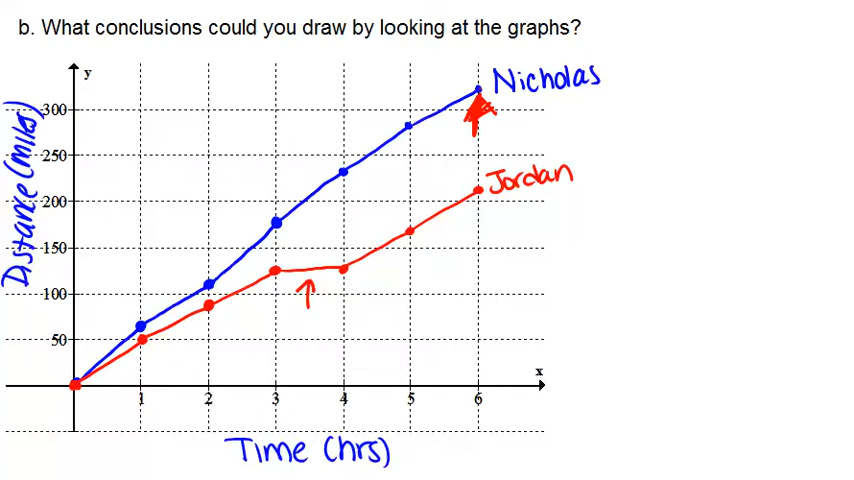 b. What conclusions could you draw by looking at the graphs?
y
Nicholas
300
250
200
150
100
50
Distance (miles)
Jordan
x
1 2 3 4 5 6
Time (hrs)